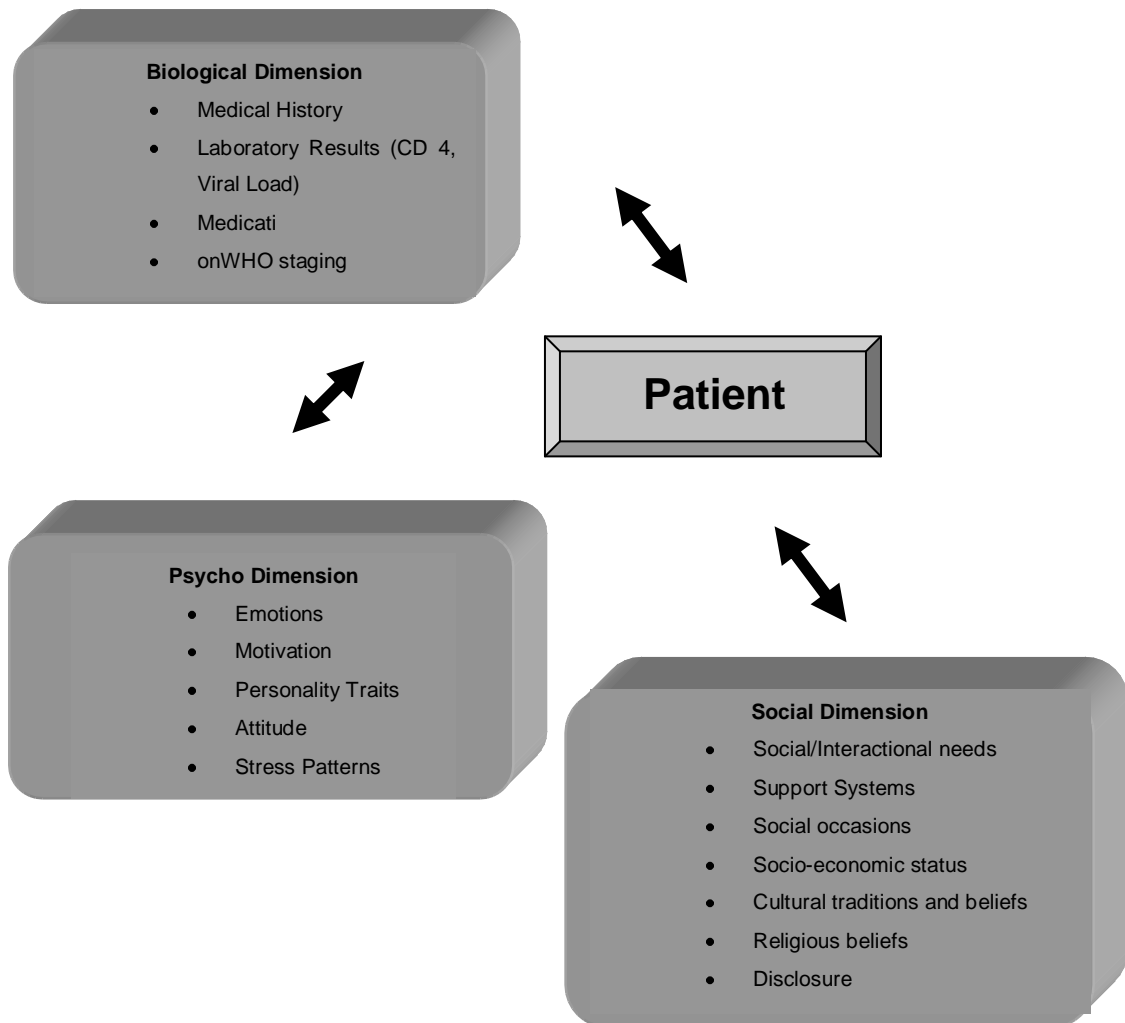 Biological Dimension
• Medical History
• Laboratory Results (CD 4,
Viral Load)
• Medicati
• onWHO staging
Patient
Psycho Dimension
• Emotions
• Motivation
• Personality Traits
• Attitude
• Stress Patterns
Social Dimension
• Social/Interactional needs
• Support Systems
• Social occasions
• Socio-economic status
• Cultural traditions and beliefs
• Religious beliefs
• Disclosure